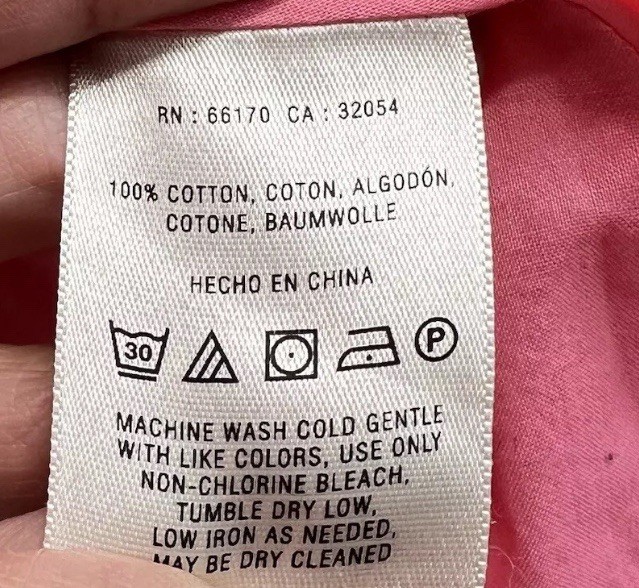 RN : 66170 CA : 32054
100% COTTON, COTON, ALGODÓN,
COTONE, BAUMWOLLE
HECHO EN CHINA
30 P
MACHINE WASH COLD GENTLE
WITH LIKE COLORS, USE ONLY
NON-CHLORINE BLEACH,
TUMBLE DRY LOW,
LOW IRON AS NEEDED,
MAY BE DRY CLEANED